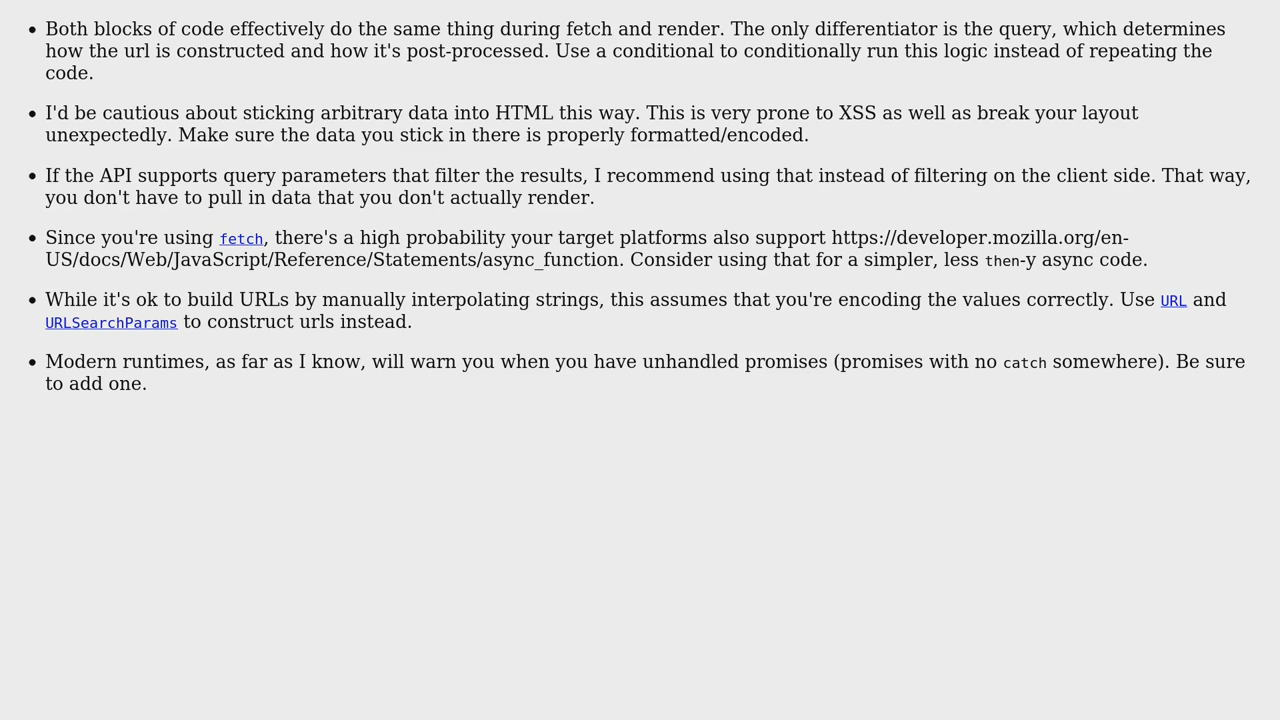 • Both blocks of code effectively do the same thing during fetch and render. The only differentiator is the query, which determines
how the url is constructed and how it's post-processed. Use a conditional to conditionally run this logic instead of repeating the
code.
• I'd be cautious about sticking arbitrary data into HTML this way. This is very prone to XSS as well as break your layout
unexpectedly. Make sure the data you stick in there is properly formatted/encoded.
• If the API supports query parameters that filter the results, I recommend using that instead of filtering on the client side. That way,
you don't have to pull in data that you don't actually render.
• Since you're using fetch, there's a high probability your target platforms also support https://developer.mozilla.org/en-
US/docs/Web/JavaScript/Reference/Statements/async_function. Consider using that for a simpler, less then-y async code.
• While it's ok to build URLs by manually interpolating strings, this assumes that you're encoding the values correctly. Use URL and
URLSearchParams to construct urls instead.
• Modern runtimes, as far as I know, will warn you when you have unhandled promises (promises with no catch somewhere). Be sure
to add one.